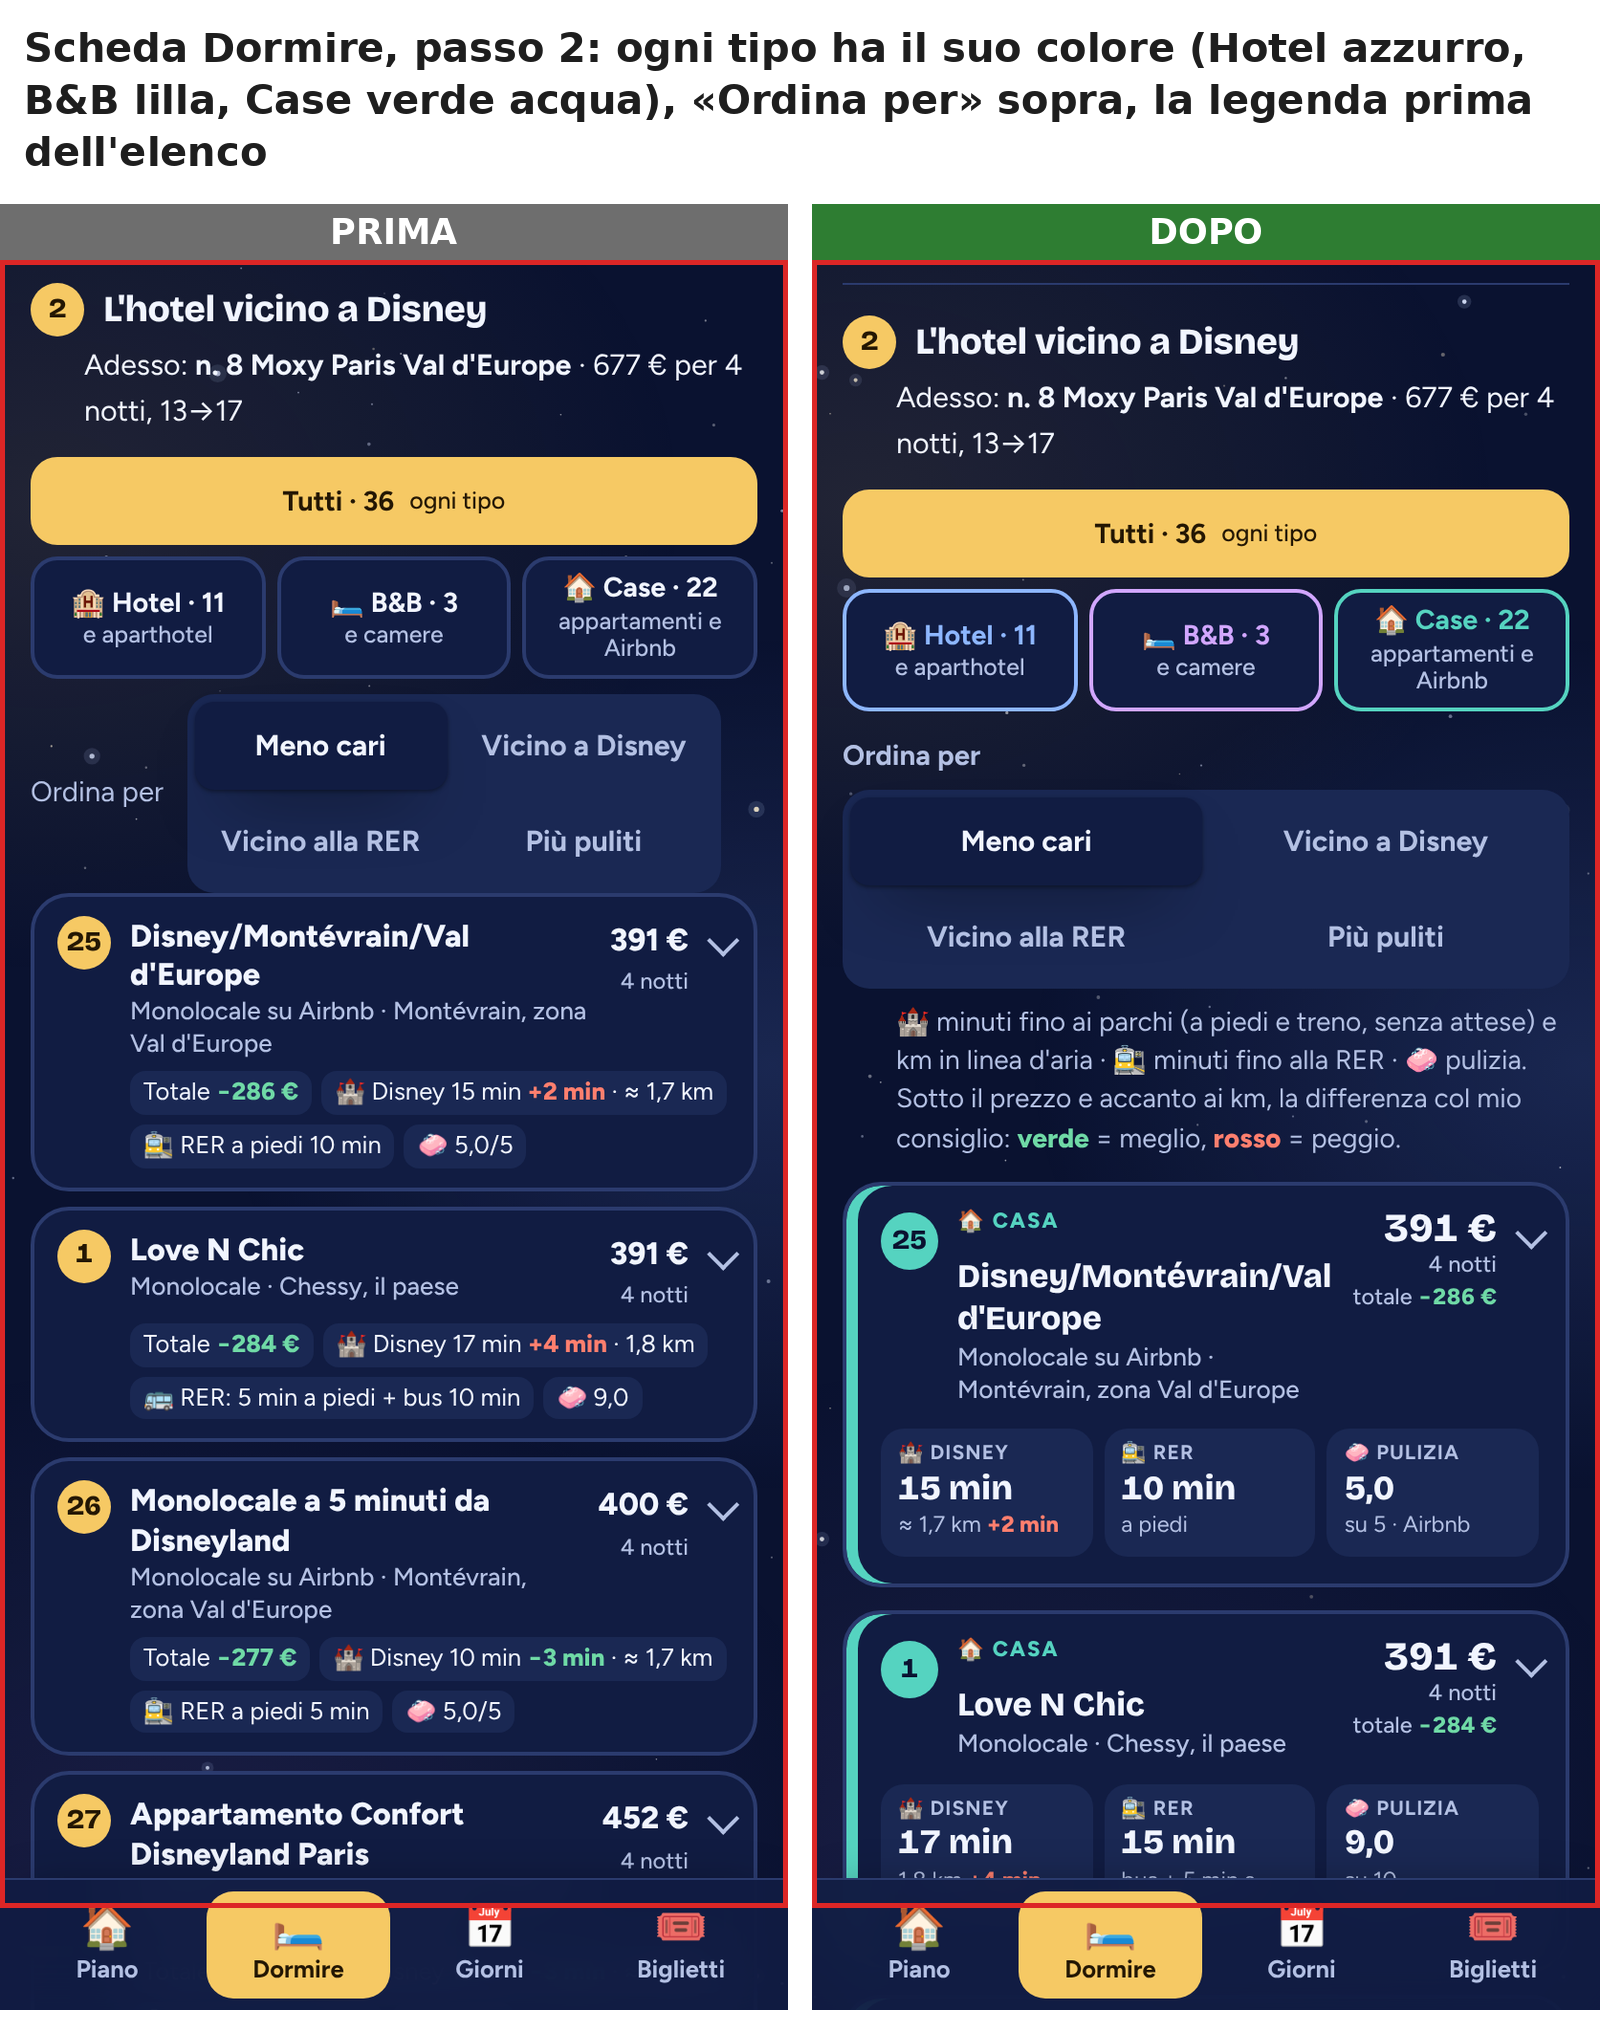 Scheda Dormire, passo 2: ogni tipo ha il suo colore (Hotel azzurro,
B&B lilla, Case verde acqua), «Ordina per» sopra, la legenda prima
dell'elenco
PRIMA
2 L'hotel vicino a Disney
Adesso: n. 8 Moxy Paris Val d'Europe · 677 € per 4
notti, 13→17
Tutti · 36 ogni tipo
Hotel · 11
e aparthotel
B&B · 3
e camere
Case · 22
appartamenti e
Airbnb
Ordina per
Meno cari
Vicino a Disney
Vicino alla RER
Più puliti
25
Disney/Montévrain/Val
d'Europe
391 €
4 notti
Monolocale su Airbnb · Montévrain, zona
Val d'Europe
Totale -286 €
Disney 15 min +2 min · ≈ 1,7 km
RER a piedi 10 min
5,0/5
1
Love N Chic
391 €
Monolocale · Chessy, il paese
4 notti
Totale -284 €
Disney 17 min +4 min · 1,8 km
RER: 5 min a piedi + bus 10 min
9,0
26
Monolocale a 5 minuti da
Disneyland
400 €
4 notti
Monolocale su Airbnb · Montévrain,
zona Val d'Europe
Totale -277 €
Disney 10 min -3 min · ≈ 1,7 km
RER a piedi 5 min
5,0/5
27
Appartamento Confort
Disneyland Paris
452 €
4 notti
Piano
Dormire
July
17
Giorni
Biglietti
DOPO
2 L'hotel vicino a Disney
Adesso: n. 8 Moxy Paris Val d'Europe · 677 € per 4
notti, 13→17
Tutti · 36 ogni tipo
Hotel · 11
e aparthotel
B&B · 3
e camere
Case · 22
appartamenti e
Airbnb
Ordina per
Meno cari
Vicino a Disney
Vicino alla RER
Più puliti
minuti fino ai parchi (a piedi e treno, senza attese) e
km in linea d'aria · minuti fino alla RER · pulizia.
Sotto il prezzo e accanto ai km, la differenza col mio
consiglio: verde = meglio, rosso = peggio.
25
CASA
391 €
4 notti
totale -286 €
Disney/Montévrain/Val
d'Europe
Monolocale su Airbnb ·
Montévrain, zona Val d'Europe
DISNEY
15 min
≈ 1,7 km +2 min
RER
10 min
a piedi
PULIZIA
5,0
su 5 · Airbnb
1
CASA
391 €
4 notti
totale -284 €
Love N Chic
Monolocale · Chessy, il paese
DISNEY
17 min
1,8 km +4 min
RER
15 min
bus + 5 min a
PULIZIA
9,0
su 10
Piano
Dormire
July
17
Giorni
Biglietti